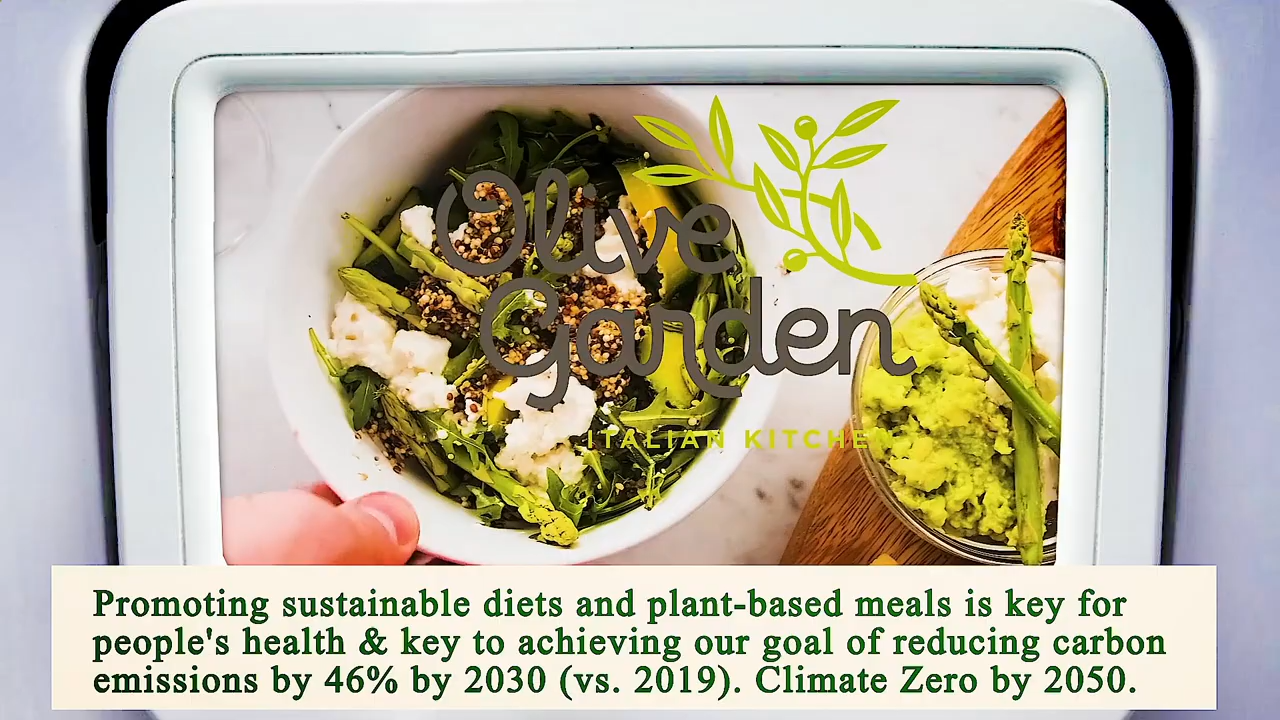 Olive
Garden
ITALIAN KITCHEN
Promoting sustainable diets and plant-based meals is key for
people's health & key to achieving our goal of reducing carbon
emissions by 46% by 2030 (vs. 2019). Climate Zero by 2050.